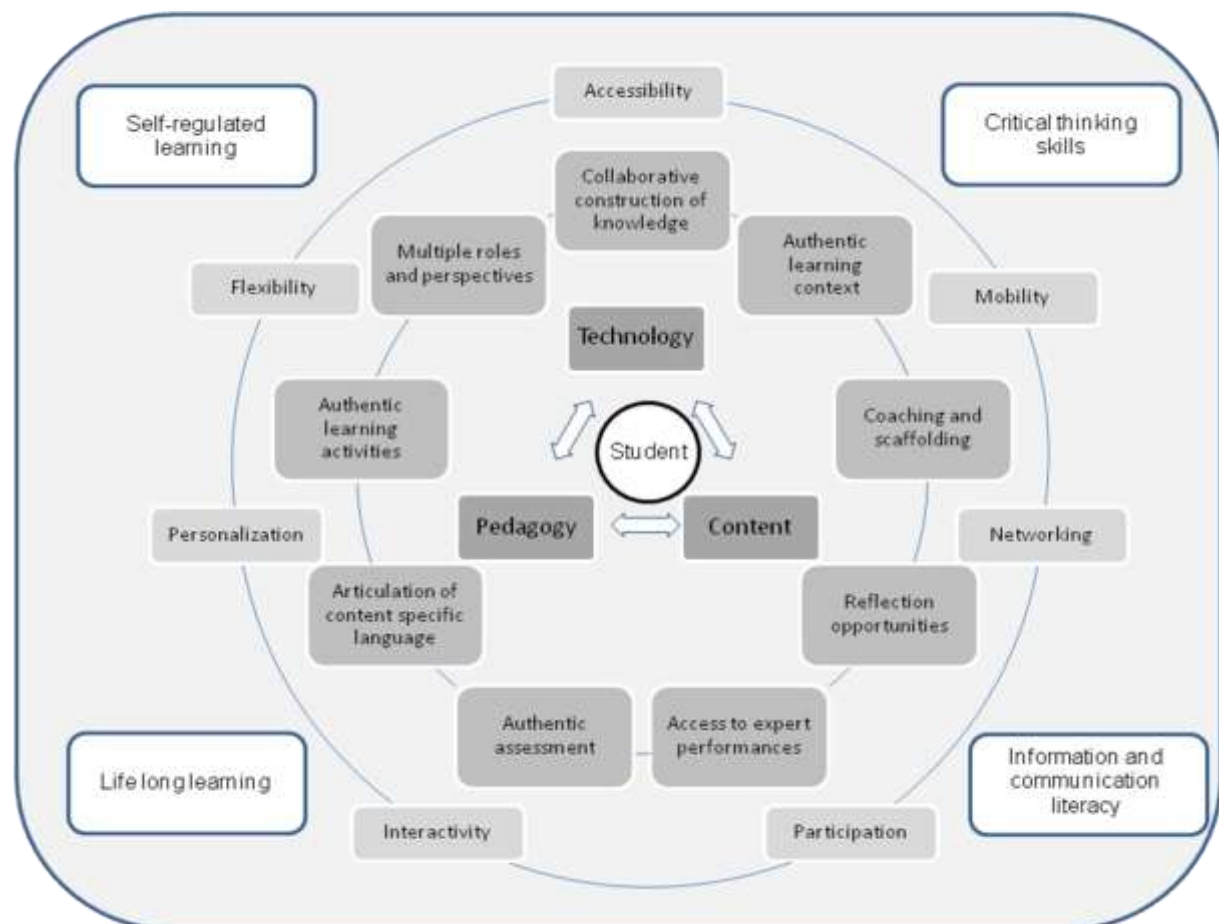 Accessibility
Self-regulated
learning
Critical thinking
skills
Collaborative
construction of
knowledge
Multiple roles
and perspectives
Authentic
learning
context
Flexibility
Mobility
Technology
Authentic
learning
activities
Student
Coaching and
scaffolding
Personalization
Pedagogy
Content
Networking
Articulation of
content specific
language
Reflection
opportunities
Authentic
assessment
Access to expert
performances
Life long learning
Information and
communication
literacy
Interactivity
Participation